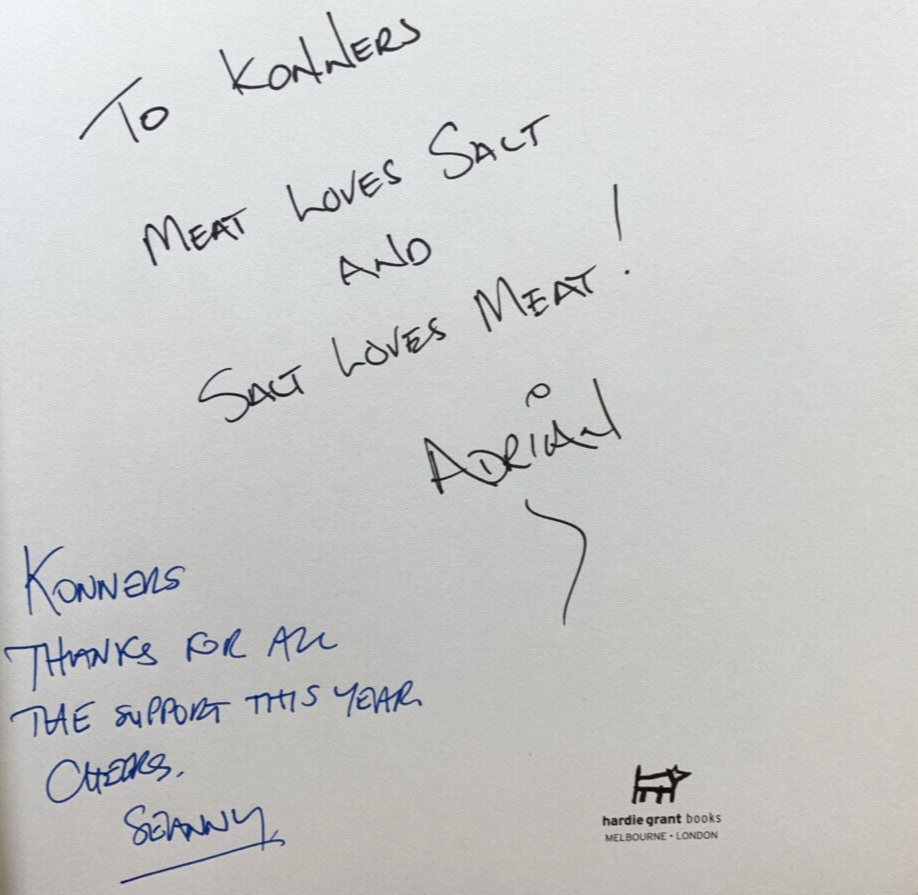 To KONNERS
MEAT LOVES SALT
AND
SALT LOVES MEAT!
ADRIAN
KONNERS
THANKS FOR ALL
THE SUPPORT THIS YEAR
CHEERS.
SEANNY
hardie grant books
MELBOURNE • LONDON